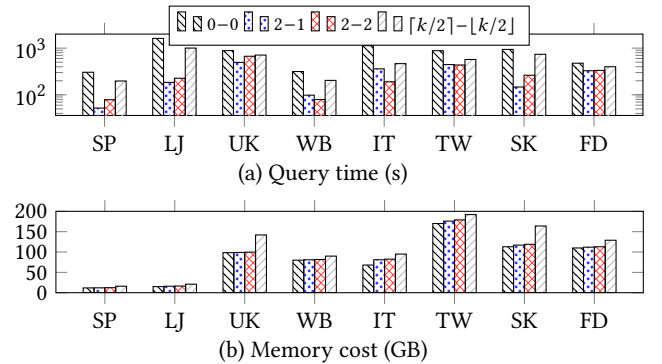 0−0 2−1 2−2 ⌈k/2⌉−⌊k/2⌋
10³
10²
SP LJ UK WB IT TW SK FD
(a) Query time (s)
200
150
100
50
0
SP LJ UK WB IT TW SK FD
(b) Memory cost (GB)